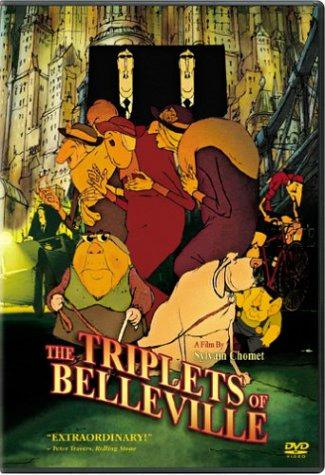 A Film By
Sylvain Chomet
THE TRIPLETS OF
BELLEVILLE
"EXTRAORDINARY!"
– Peter Travers, Rolling Stone
DVD
VIDEO